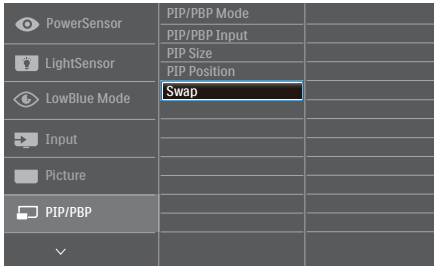 PowerSensor
LightSensor
LowBlue Mode
Input
Picture
PIP/PBP
PIP/PBP Mode
PIP/PBP Input
PIP Size
PIP Position
Swap